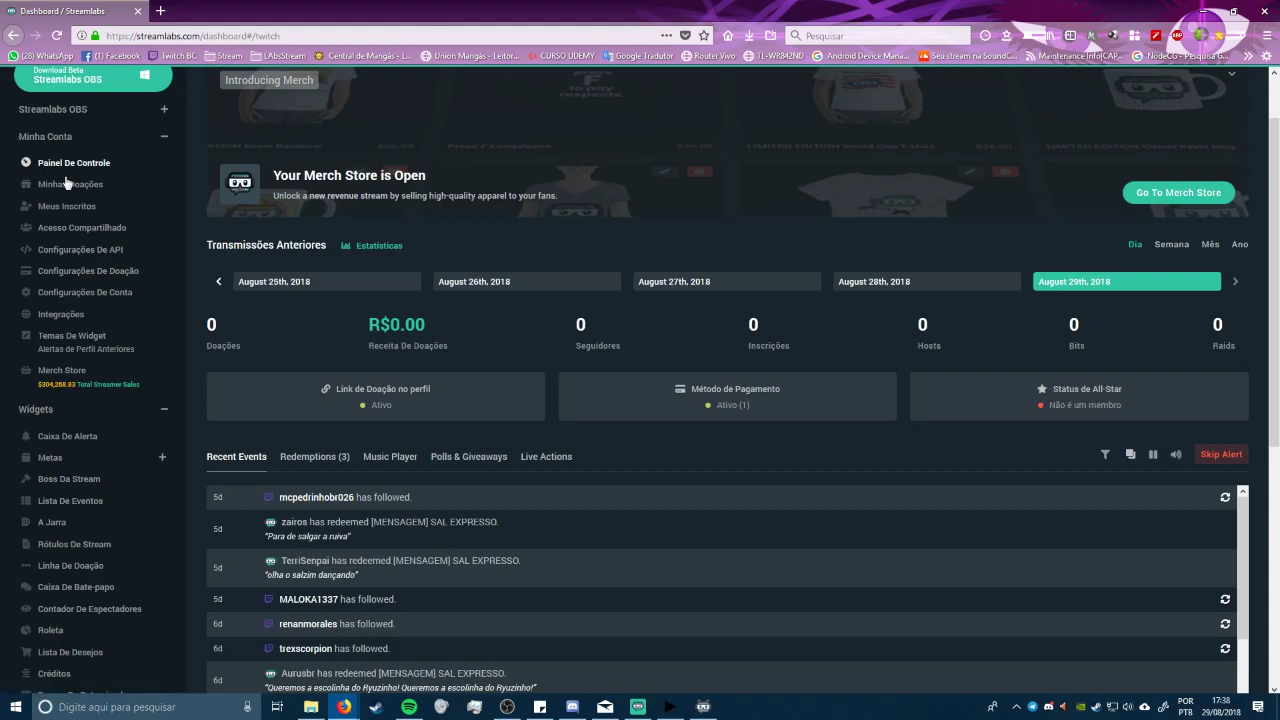 Dashboard | Streamlabs
https://streamlabs.com/dashboard#/twitch
Pesquisar
(28) WhatsApp
(1) Facebook
Twitch BC
Stream
LAbsStream
Central de Mangás -
Union Mangás -
CURSO UDEMY
Google Tradutor
Router Vivo
TL-WR842ND
Android Device Mana...
Seu stream na SoundCl...
Maintenance Info|CAP...
NodeCG - Pesquisa G...
Download Beta
Streamlabs OBS
Streamlabs OBS
Minha Conta
Painel De Controle
Minhas Doações
Meus Inscritos
Acesso Compartilhado
Configurações De API
Configurações De Doação
Configurações De Conta
Integrações
Temas De Widget
Alertas de Perfil Anteriores
Merch Store
$304,268.83 Total Streamer Sales
Widgets
Caixa De Alerta
Metas
Boss Da Stream
Lista De Eventos
A Jarra
Rótulos De Stream
Linha De Doação
Caixa De Bate-papo
Contador De Espectadores
Roleta
Lista De Desejos
Créditos
Introducing Merch
to pay
respects
Your Merch Store is Open
Unlock a new revenue stream by selling high-quality apparel to your fans.
Go To Merch Store
Transmissões Anteriores
Estatísticas
Dia
Semana
Mês
Ano
August 25th, 2018
August 26th, 2018
August 27th, 2018
August 28th, 2018
August 29th, 2018
0
R$0.00
0
0
0
0
0
Doações
Receita De Doações
Seguidores
Inscrições
Hosts
Bits
Raids
Link de Doação no perfil
Ativo
Método de Pagamento
Ativo (1)
Status de All-Star
Não é um membro
Recent Events
Redemptions (3)
Music Player
Polls & Giveaways
Live Actions
Skip Alert
5d mcpedrinhobr026 has followed.
5d zairos has redeemed [MENSAGEM] SAL EXPRESSO.
"Para de salgar a ruiva"
5d TerriSenpai has redeemed [MENSAGEM] SAL EXPRESSO.
"olha o salzim dançando"
5d MALOKA1337 has followed.
6d renanmorales has followed.
6d trexscorpion has followed.
6d Aurusbr has redeemed [MENSAGEM] SAL EXPRESSO.
"Queremos a escolinha do Ryuzinho! Queremos a escolinha do Ryuzinho!"
Digite aqui para pesquisar
POR
PTB
17:38
29/08/2018